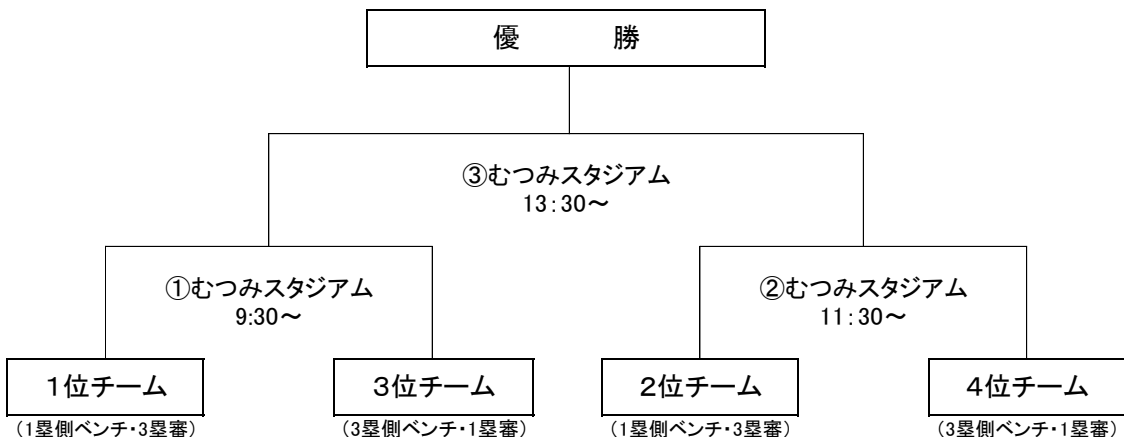 優　　　勝
③むつみスタジアム
13:30～
①むつみスタジアム
9:30～
②むつみスタジアム
11:30～
1位チーム
3位チーム
2位チーム
4位チーム
(1塁側ベンチ・3塁審)
(3塁側ベンチ・1塁審)
(1塁側ベンチ・3塁審)
(3塁側ベンチ・1塁審)